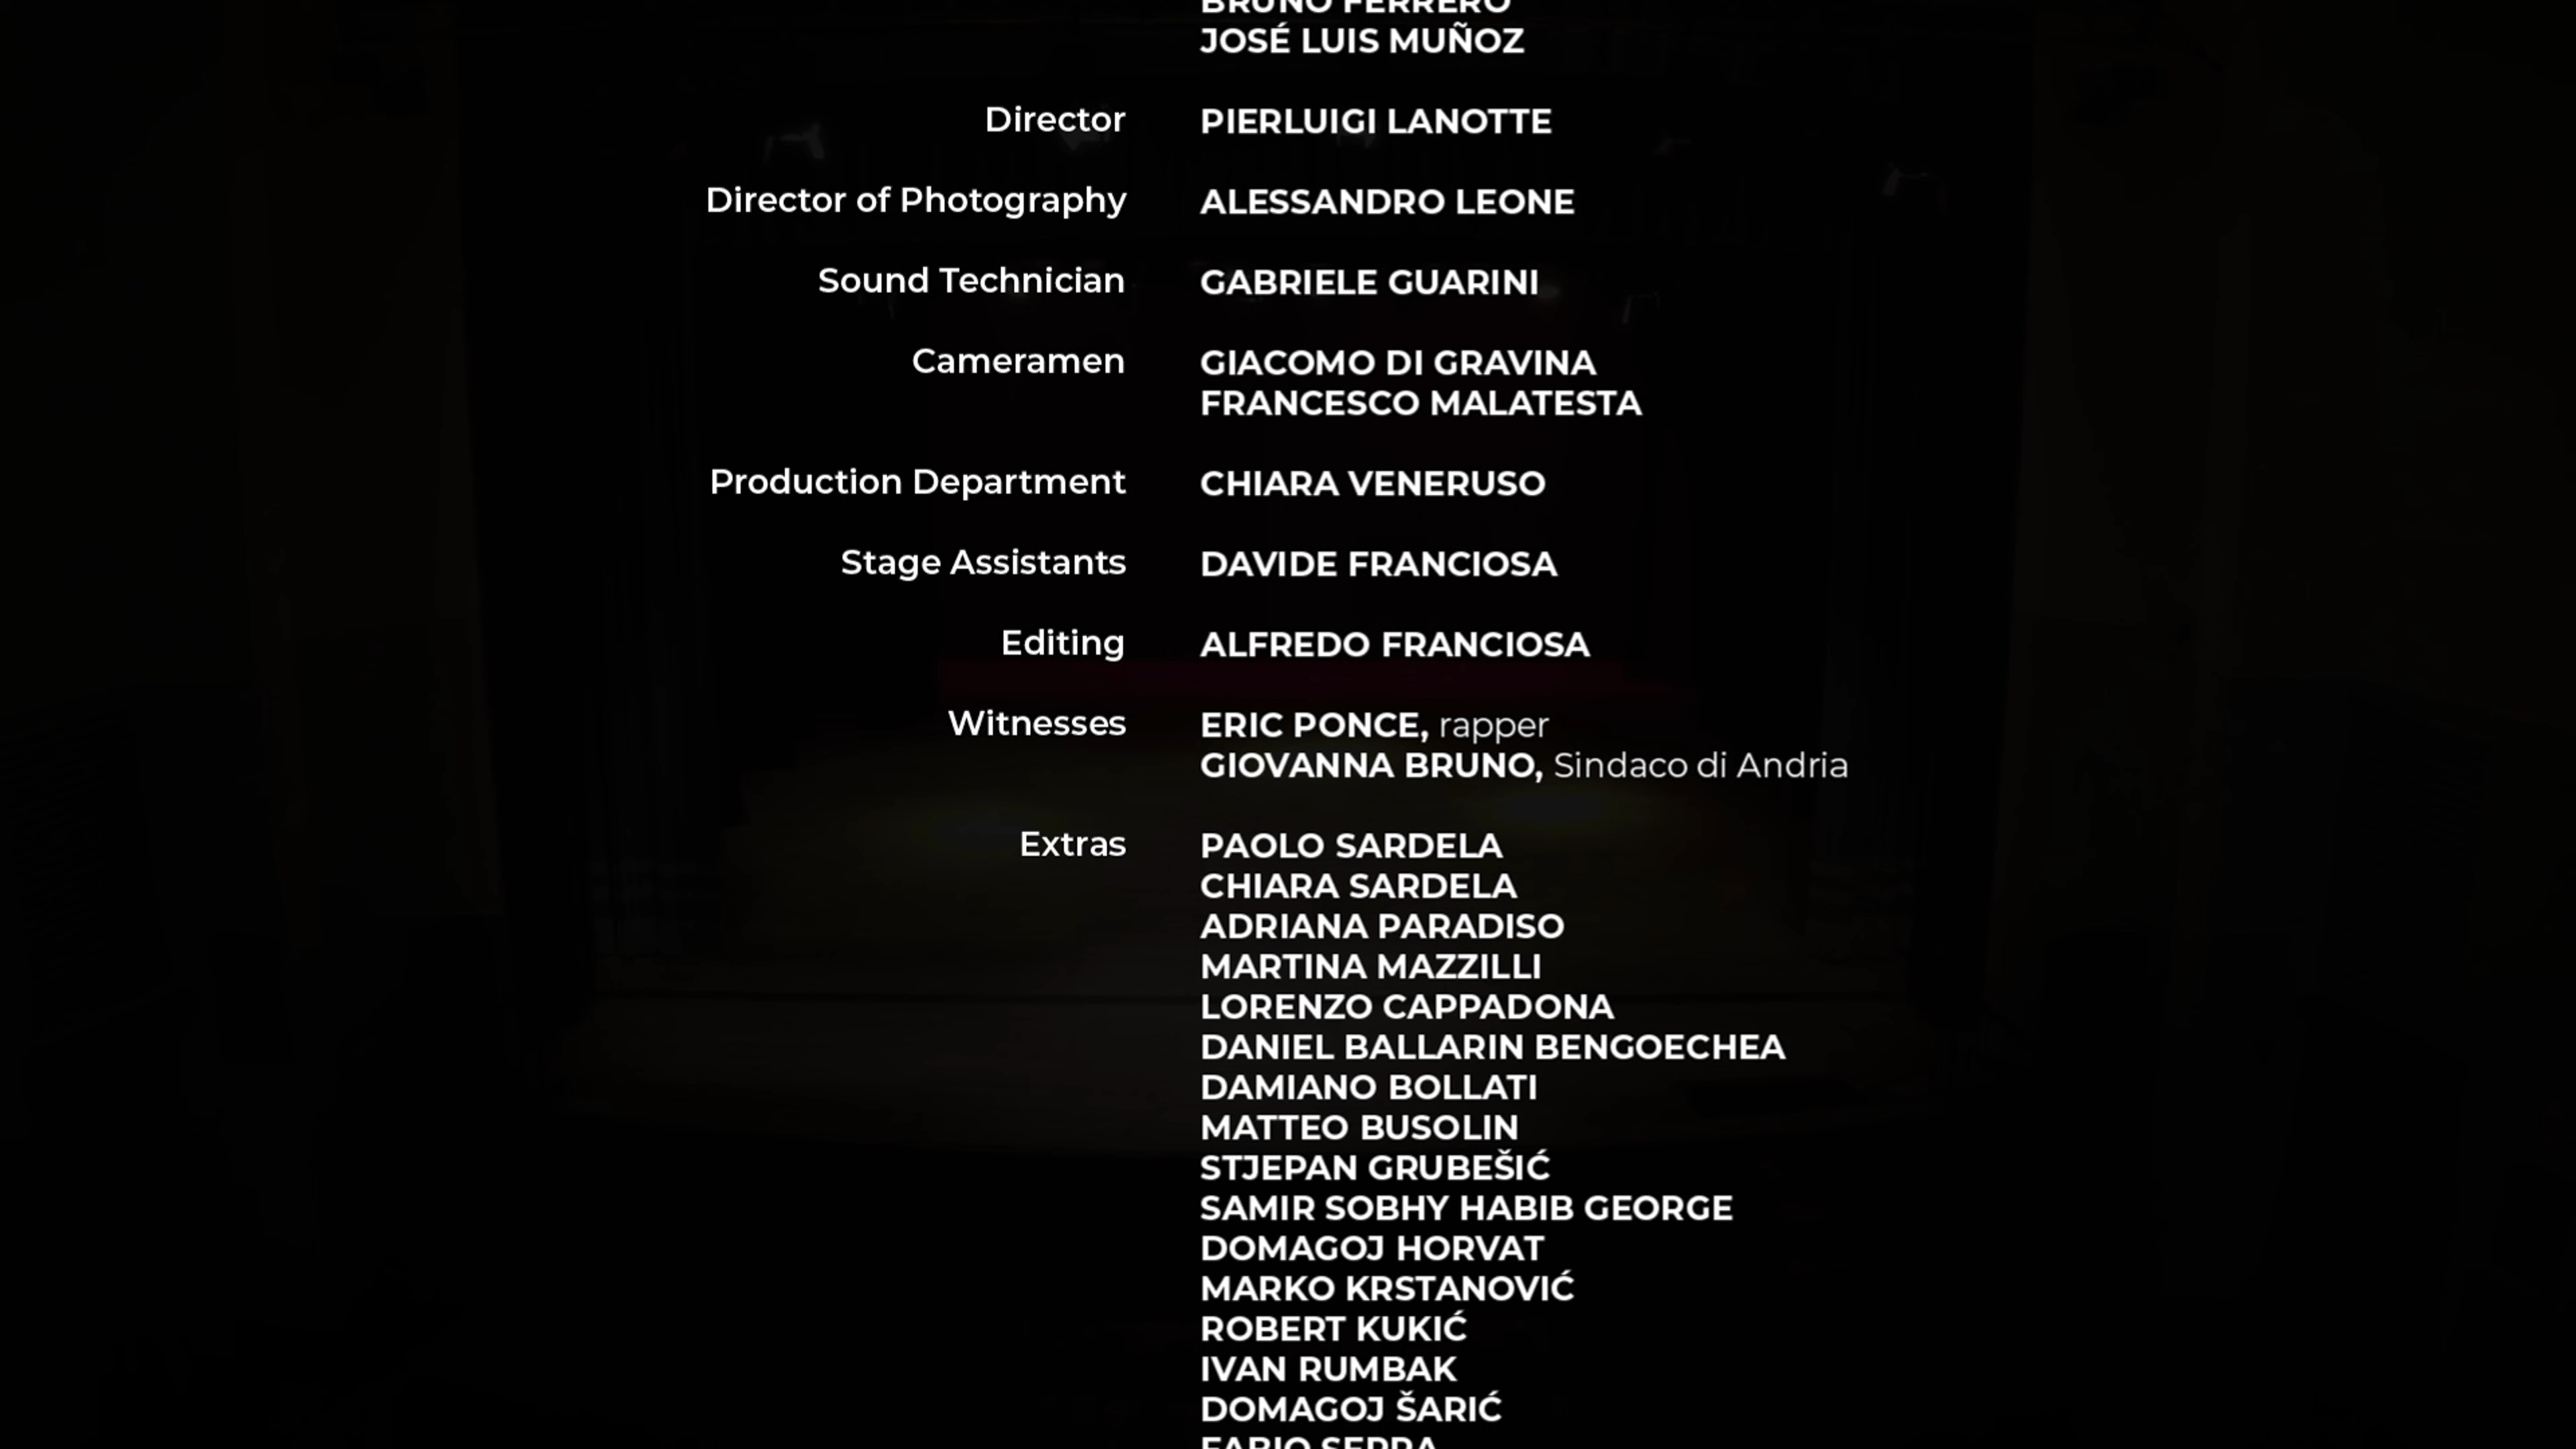 BRUNO FERRERO
JOSÉ LUIS MUÑOZ
Director PIERLUIGI LANOTTE
Director of Photography ALESSANDRO LEONE
Sound Technician GABRIELE GUARINI
Cameramen GIACOMO DI GRAVINA
FRANCESCO MALATESTA
Production Department CHIARA VENERUSO
Stage Assistants DAVIDE FRANCIOSA
Editing ALFREDO FRANCIOSA
Witnesses ERIC PONCE, rapper
GIOVANNA BRUNO, Sindaco di Andria
Extras PAOLO SARDELA
CHIARA SARDELA
ADRIANA PARADISO
MARTINA MAZZILLI
LORENZO CAPPADONA
DANIEL BALLARIN BENGOECHEA
DAMIANO BOLLATI
MATTEO BUSOLIN
STJEPAN GRUBEŠIĆ
SAMIR SOBHY HABIB GEORGE
DOMAGOJ HORVAT
MARKO KRSTANOVIĆ
ROBERT KUKIĆ
IVAN RUMBAK
DOMAGOJ ŠARIĆ
FABIO